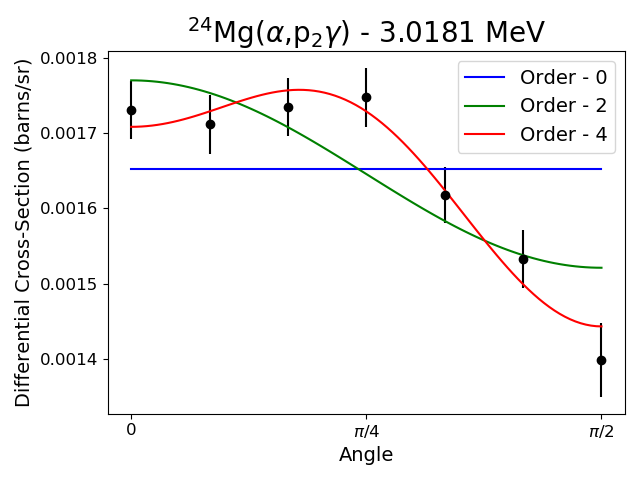 ²⁴Mg(α,p₂γ) - 3.0181 MeV
Differential Cross-Section (barns/sr)
0.0018
0.0017
0.0016
0.0015
0.0014
Order - 0
Order - 2
Order - 4
0
π/4
π/2
Angle